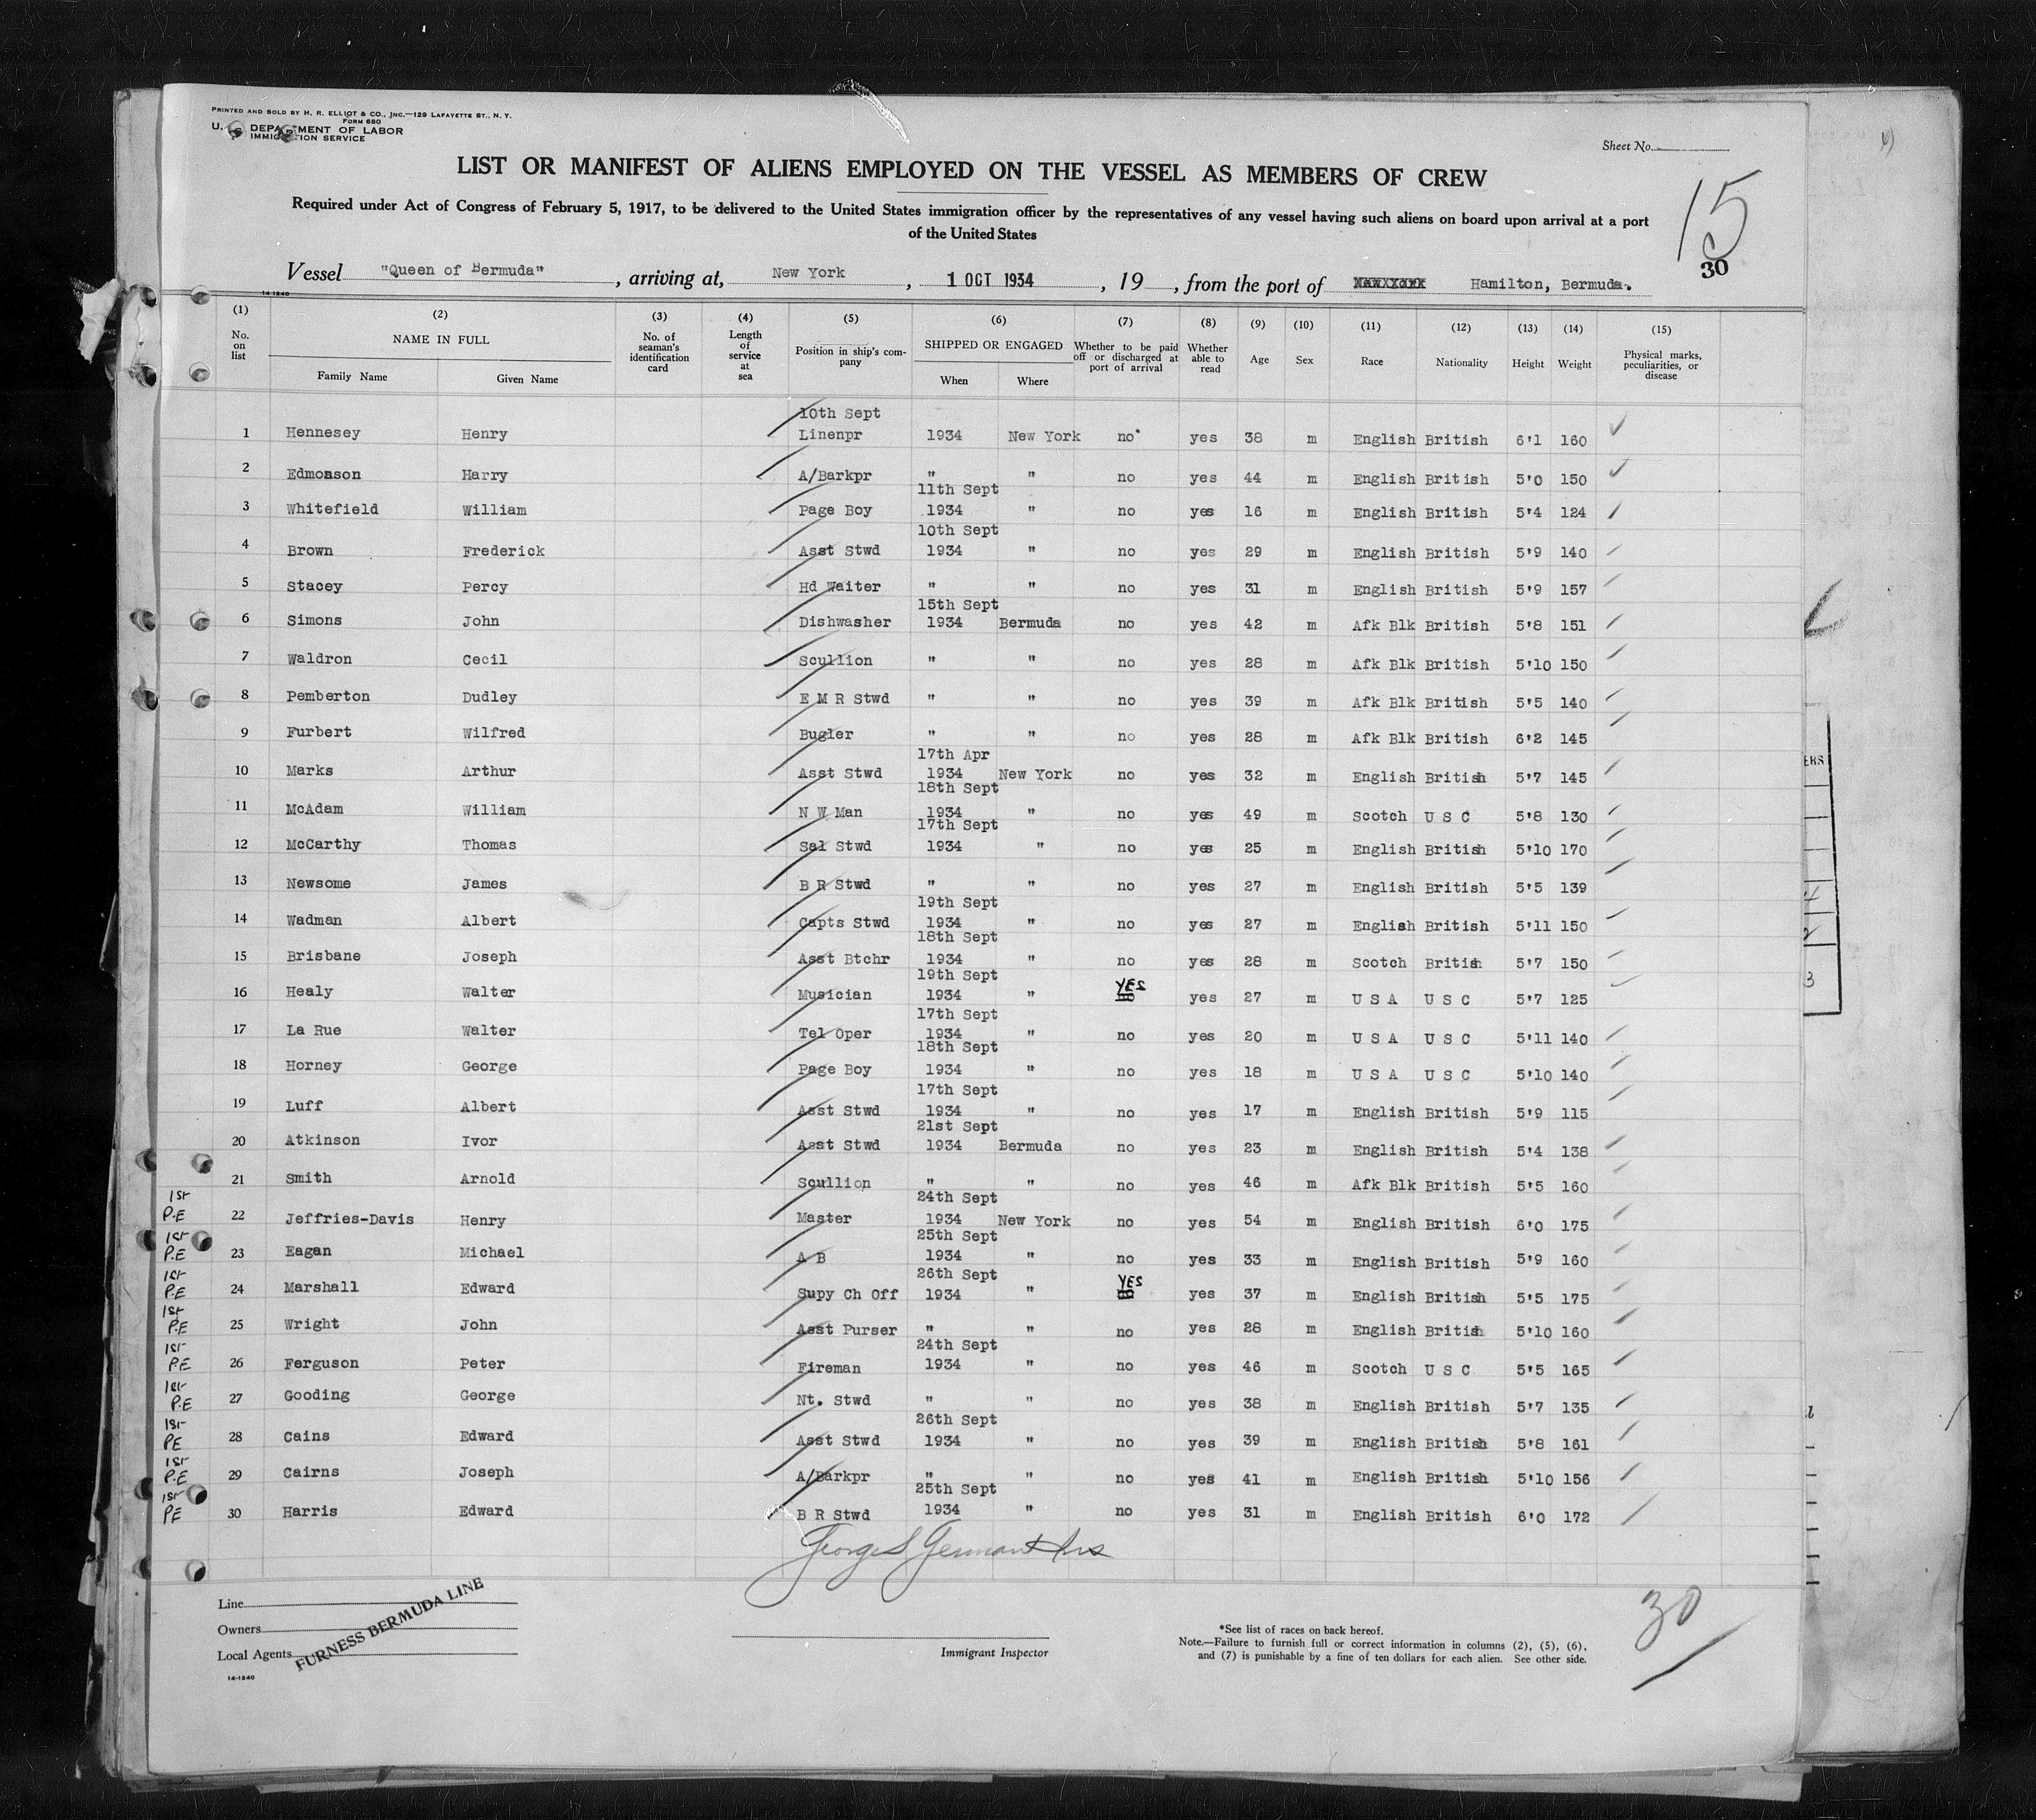 PRINTED AND SOLD BY H. R. ELLIOT & CO., INC.—129 LAFAYETTE ST., N. Y.
FORM 680
U. S. DEPARTMENT OF LABOR
IMMIGRATION SERVICE
Sheet No.
LIST OR MANIFEST OF ALIENS EMPLOYED ON THE VESSEL AS MEMBERS OF CREW
15
Required under Act of Congress of February 5, 1917, to be delivered to the United States immigration officer by the representatives of any vessel having such aliens on board upon arrival at a port
of the United States
30
Vessel "Queen of Bermuda", arriving at, New York, 1 OCT 1934, 19, from the port of Hamilton, Bermuda.
14-1240
(1) (2) (3) (4) (5) (6) (7) (8) (9) (10) (11) (12) (13) (14) (15)
No. on list NAME IN FULL No. of seaman's identification card Length of service at sea Position in ship's company SHIPPED OR ENGAGED Whether to be paid off or discharged at port of arrival Whether able to read Age Sex Race Nationality Height Weight Physical marks, peculiarities, or disease
Family Name Given Name When Where
10th Sept
1 Hennesey Henry Linenpr 1934 New York no yes 38 m English British 6'1 160
2 Edmonson Harry A/Barkpr " " no yes 44 m English British 5'0 150
11th Sept
3 Whitefield William Page Boy 1934 " no yes 16 m English British 5'4 124
10th Sept
4 Brown Frederick Asst Stwd 1934 " no yes 29 m English British 5'9 140
5 Stacey Percy Hd Waiter " " no yes 31 m English British 5'9 157
15th Sept
6 Simons John Dishwasher 1934 Bermuda no yes 42 m Afk Blk British 5'8 151
7 Waldron Cecil Scullion " " no yes 28 m Afk Blk British 5'10 150
8 Pemberton Dudley E M R Stwd " " no yes 39 m Afk Blk British 5'5 140
9 Furbert Wilfred Bugler " " no yes 28 m Afk Blk British 6'2 145
17th Apr
10 Marks Arthur Asst Stwd 1934 New York no yes 32 m English British 5'7 145
18th Sept
11 McAdam William N W Man 1934 " no yes 49 m Scotch U S C 5'8 130
17th Sept
12 McCarthy Thomas Sal Stwd 1934 " no yes 25 m English British 5'10 170
13 Newsome James B R Stwd " " no yes 27 m English British 5'5 139
19th Sept
14 Wadman Albert Capts Stwd 1934 " no yes 27 m English British 5'11 150
18th Sept
15 Brisbane Joseph Asst Btchr 1934 " no yes 28 m Scotch British 5'7 150
19th Sept YES
16 Healy Walter Musician 1934 " no yes 27 m U S A U S C 5'7 125
17th Sept
17 La Rue Walter Tel Oper 1934 " no yes 20 m U S A U S C 5'11 140
18th Sept
18 Horney George Page Boy 1934 " no yes 18 m U S A U S C 5'10 140
17th Sept
19 Luff Albert Asst Stwd 1934 " no yes 17 m English British 5'9 115
21st Sept
20 Atkinson Ivor Asst Stwd 1934 Bermuda no yes 23 m English British 5'4 138
21 Smith Arnold Scullion " " no yes 46 m Afk Blk British 5'5 160
1st 24th Sept
P.E 22 Jeffries-Davis Henry Master 1934 New York no yes 54 m English British 6'0 175
1st 25th Sept
P.E 23 Eagan Michael A B 1934 " no yes 33 m English British 5'9 160
1st 26th Sept YES
P.E 24 Marshall Edward Supy Ch Off 1934 " no yes 37 m English British 5'5 175
1st
P.E 25 Wright John Asst Purser " " no yes 28 m English British 5'10 160
1st 24th Sept
PE 26 Ferguson Peter Fireman 1934 " no yes 46 m Scotch U S C 5'5 165
1st
P.E 27 Gooding George Nt. Stwd " " no yes 38 m English British 5'7 135
1st 26th Sept
PE 28 Cains Edward Asst Stwd 1934 " no yes 39 m English British 5'8 161
1st
P.E 29 Cairns Joseph A/Barkpr " " no yes 41 m English British 5'10 156
1st 25th Sept
PE 30 Harris Edward B R Stwd 1934 " no yes 31 m English British 6'0 172
Line
Owners
Local Agents
FURNESS BERMUDA LINE
14-1240
Immigrant Inspector
*See list of races on back hereof.
Note.—Failure to furnish full or correct information in columns (2), (5), (6),
and (7) is punishable by a fine of ten dollars for each alien. See other side.
30
ERS
3